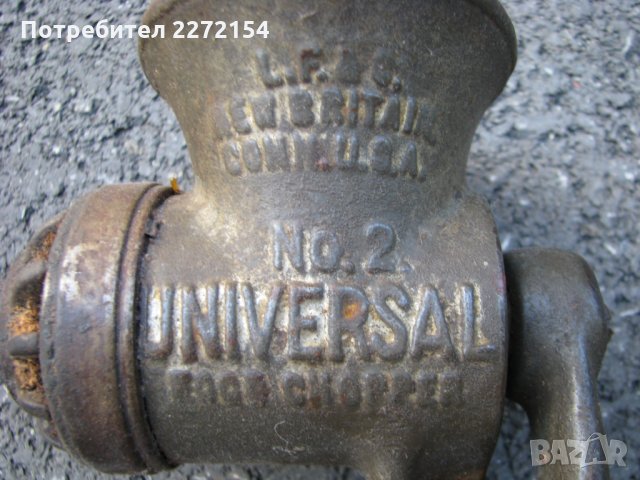 Потребител 2272154
L.F.& C.
NEW BRITAIN
CONN. U.S.A.
NO. 2.
UNIVERSAL
FOOD CHOPPER
BAZAR